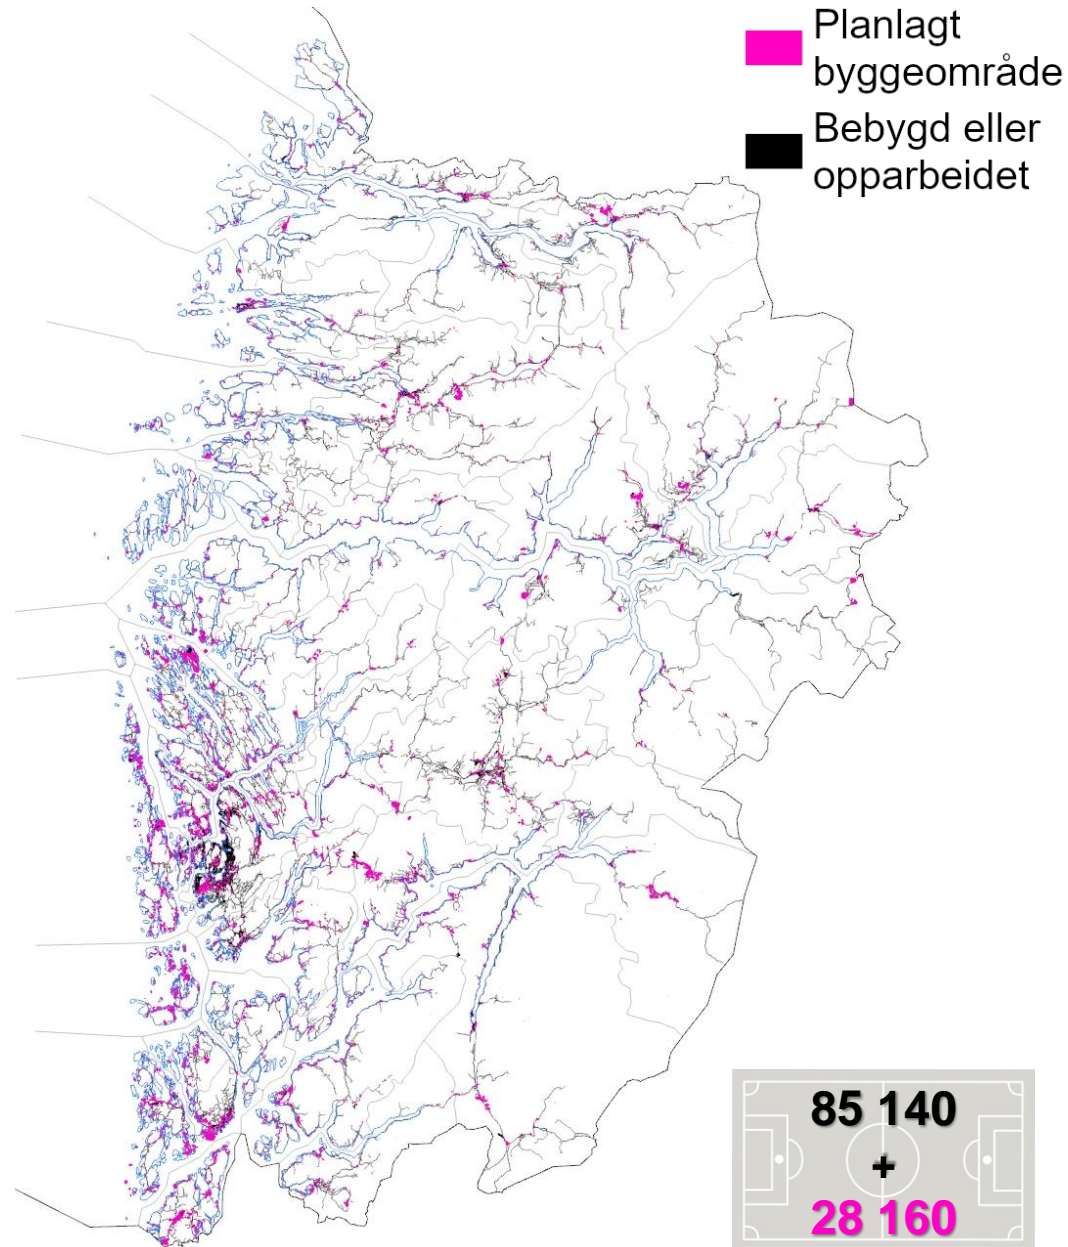 Planlagt
byggeområde
Bebygd eller
opparbeidet
85 140
+
28 160